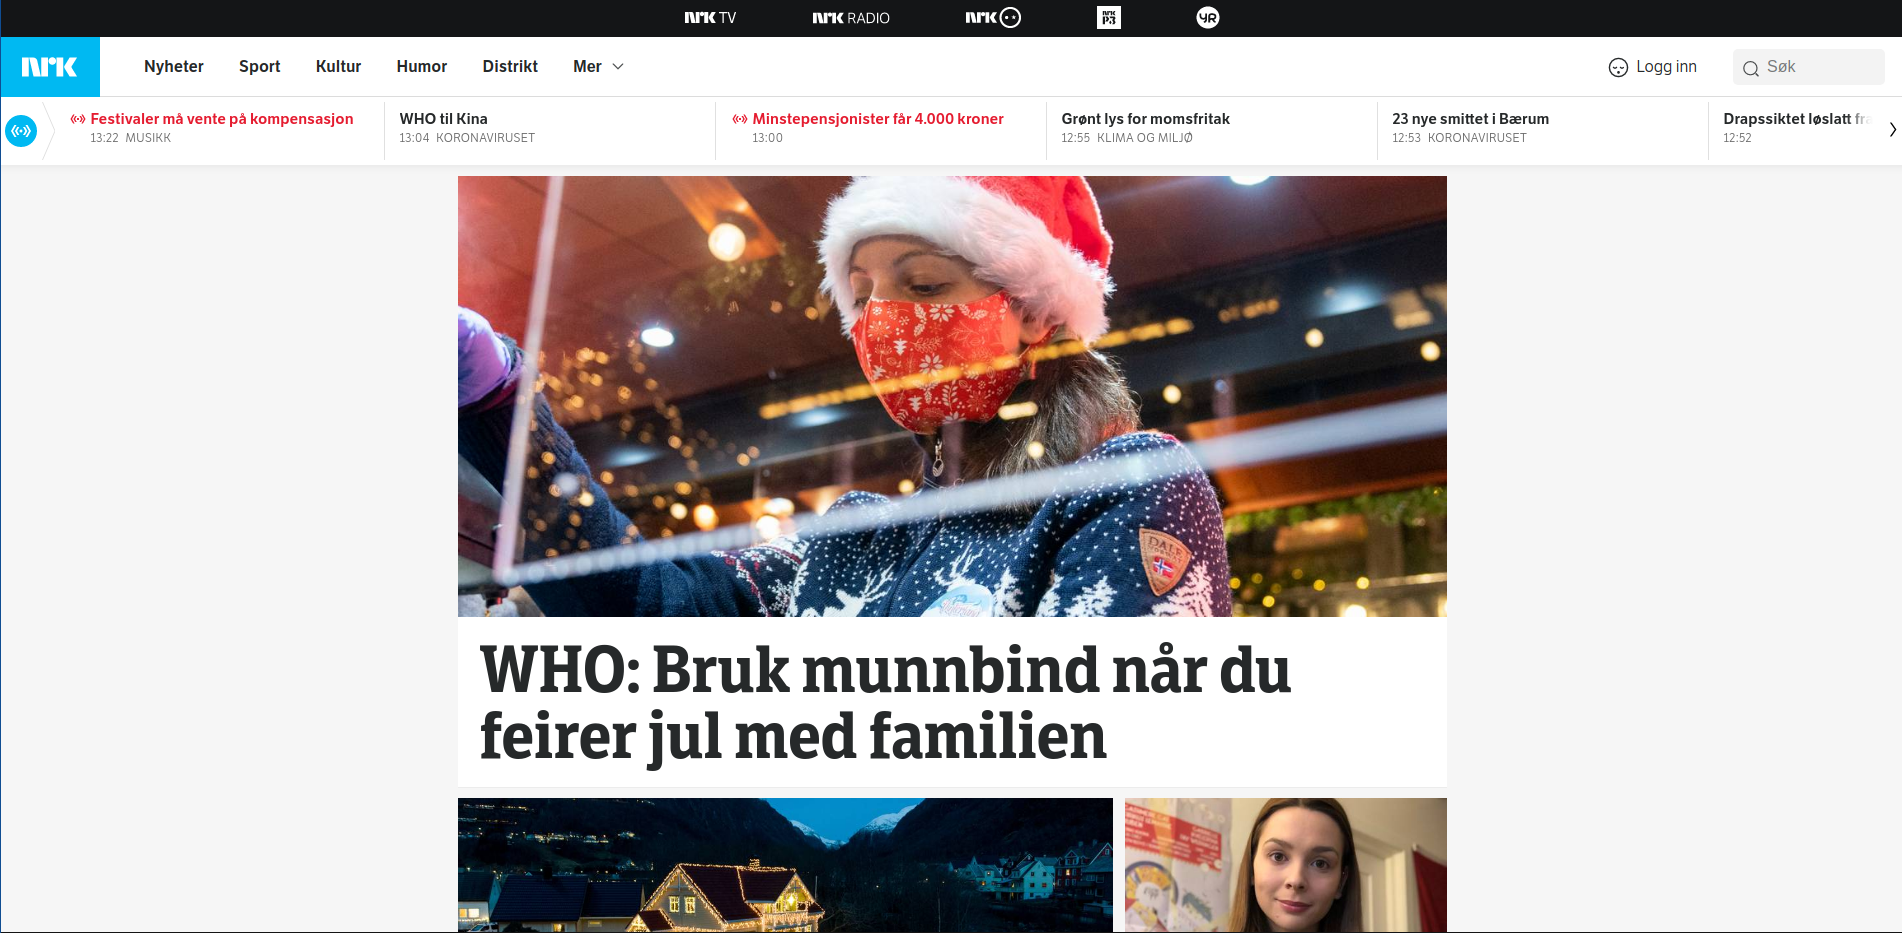 NRK TV
NRK RADIO
NRK
NRK P3
YR
NRK
Nyheter
Sport
Kultur
Humor
Distrikt
Mer
Logg inn
Søk
Festivaler må vente på kompensasjon
13:22 MUSIKK
WHO til Kina
13:04 KORONAVIRUSET
Minstepensjonister får 4.000 kroner
13:00
Grønt lys for momsfritak
12:55 KLIMA OG MILJØ
23 nye smittet i Bærum
12:53 KORONAVIRUSET
Drapssiktet løslatt fra
12:52
DALE
WHO: Bruk munnbind når du
feirer jul med familien